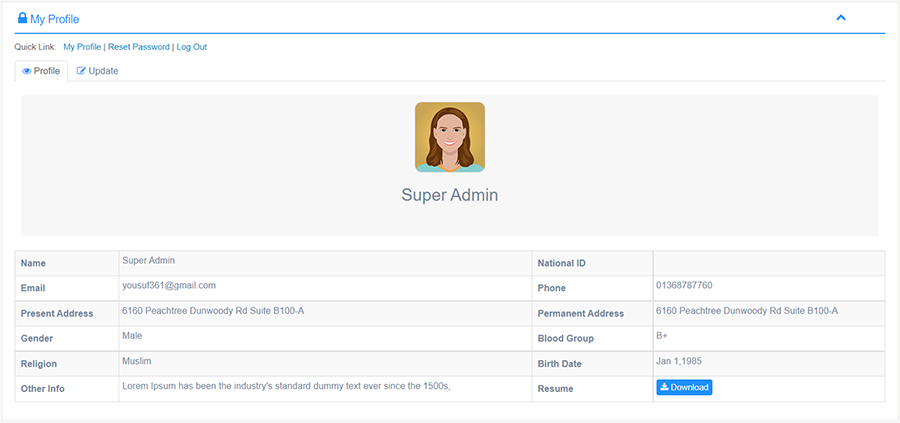 My Profile
Quick Link: My Profile | Reset Password | Log Out
Profile Update
Super Admin
Name Super Admin National ID
Email yousuf361@gmail.com Phone 01368787760
Present Address 6160 Peachtree Dunwoody Rd Suite B100-A Permanent Address 6160 Peachtree Dunwoody Rd Suite B100-A
Gender Male Blood Group B+
Religion Muslim Birth Date Jan 1,1985
Other Info Lorem Ipsum has been the industry's standard dummy text ever since the 1500s, Resume Download